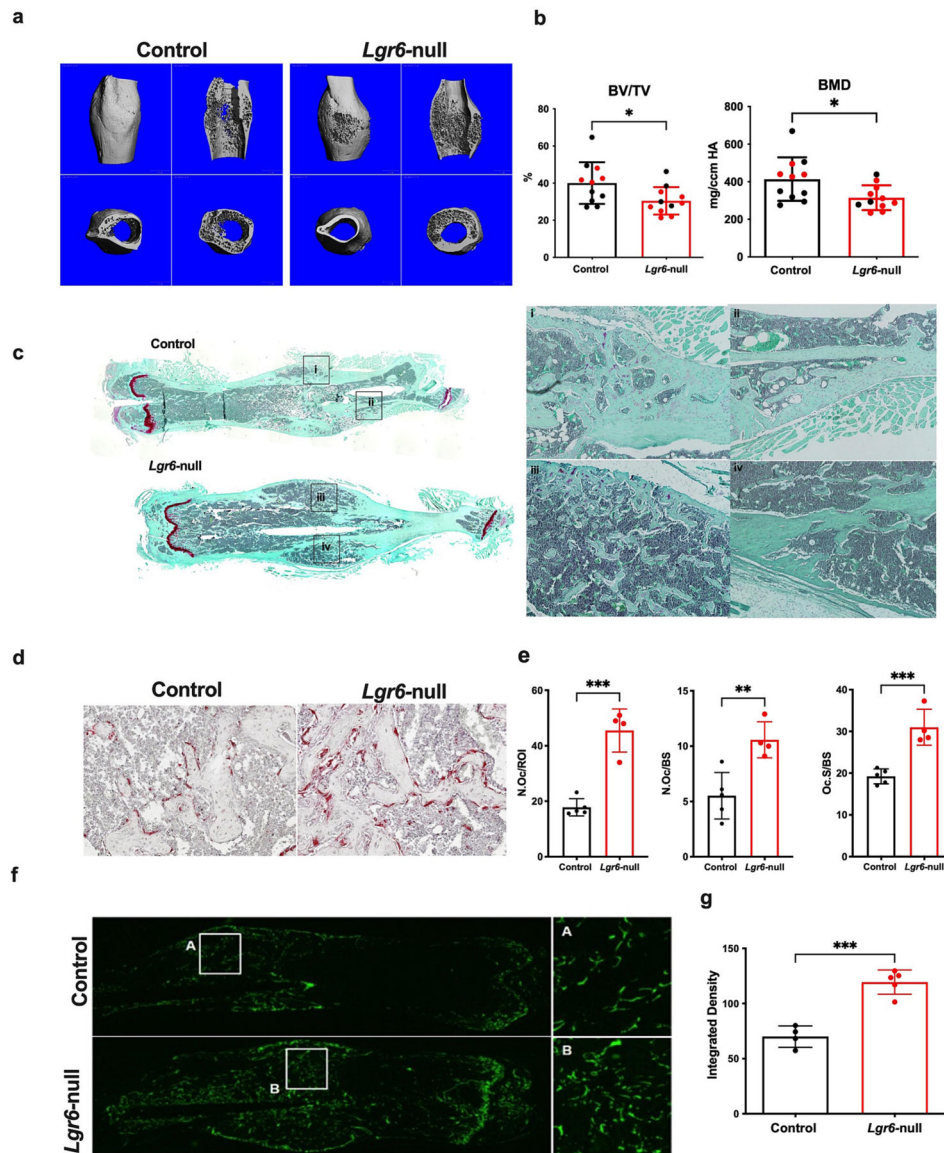 a
Control
Lgr6-null
b
BV/TV
*
%
80
60
40
20
0
Control
Lgr6-null
BMD
*
mg/ccm HA
800
600
400
200
0
Control
Lgr6-null
c
Control
i
ii
Lgr6-null
iii
iv
i
ii
iii
iv
d
Control
Lgr6-null
e
***
N.Oc/ROI
60
40
20
0
Control
Lgr6-null
**
N.Oc/BS
15
10
5
0
Control
Lgr6-null
***
Oc.S/BS
40
30
20
10
0
Control
Lgr6-null
f
Control
A
A
Lgr6-null
B
B
g
***
Integrated Density
150
100
50
0
Control
Lgr6-null